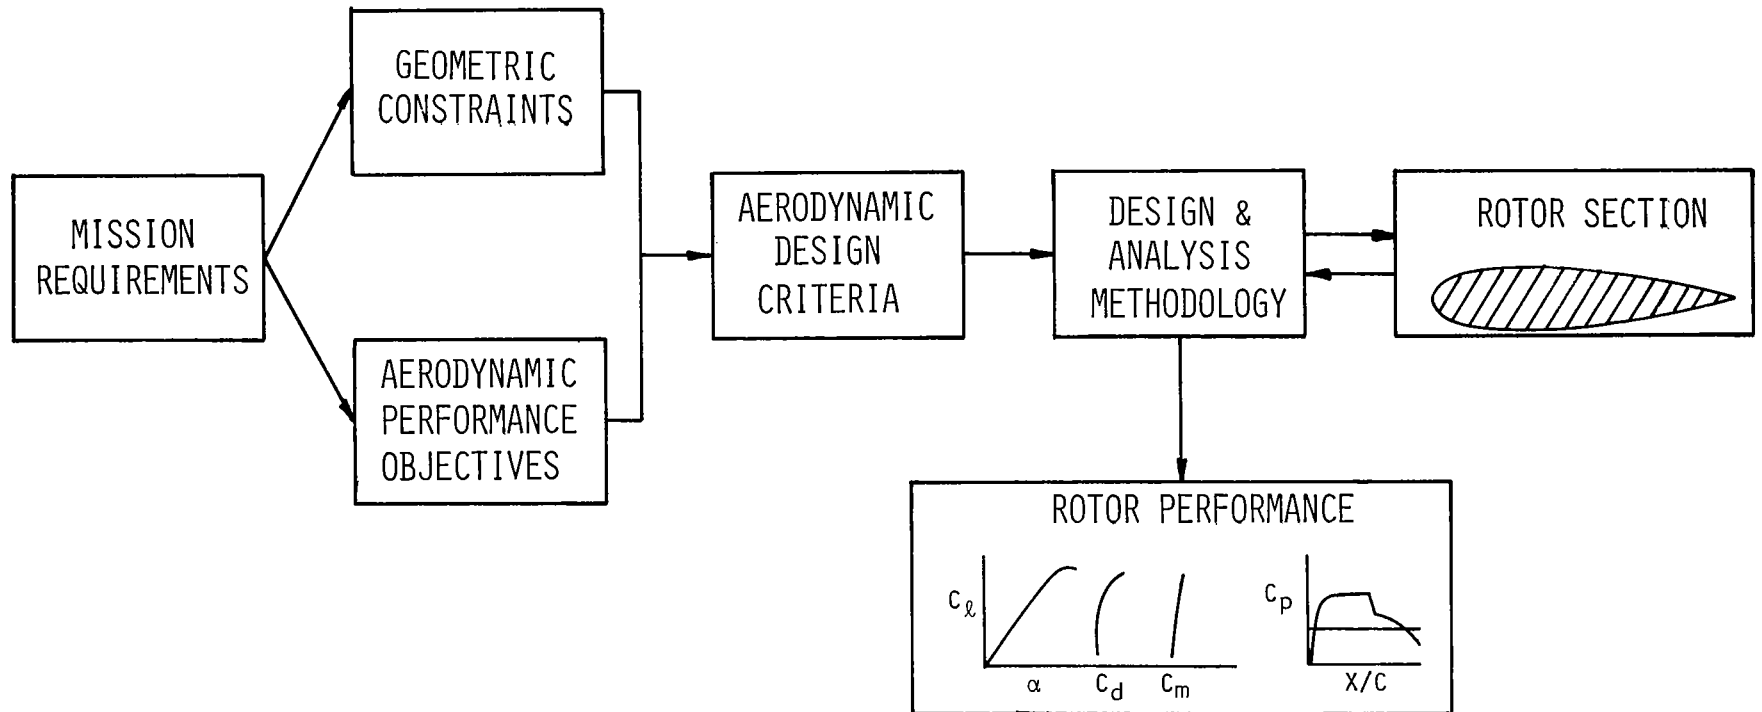 GEOMETRIC
CONSTRAINTS
MISSION
REQUIREMENTS
AERODYNAMIC
PERFORMANCE
OBJECTIVES
AERODYNAMIC
DESIGN
CRITERIA
DESIGN &
ANALYSIS
METHODOLOGY
ROTOR SECTION
ROTOR PERFORMANCE
Cℓ
α
Cd
Cm
Cp
X/C